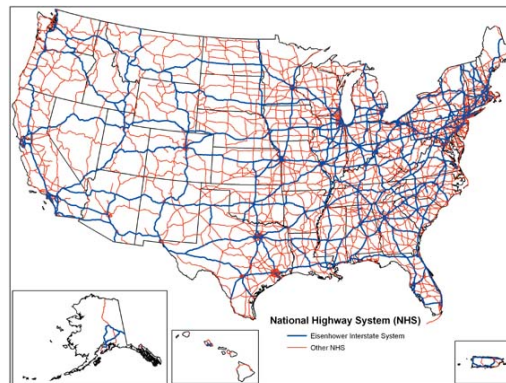 National Highway System (NHS)
Eisenhower Interstate System
Other NHS